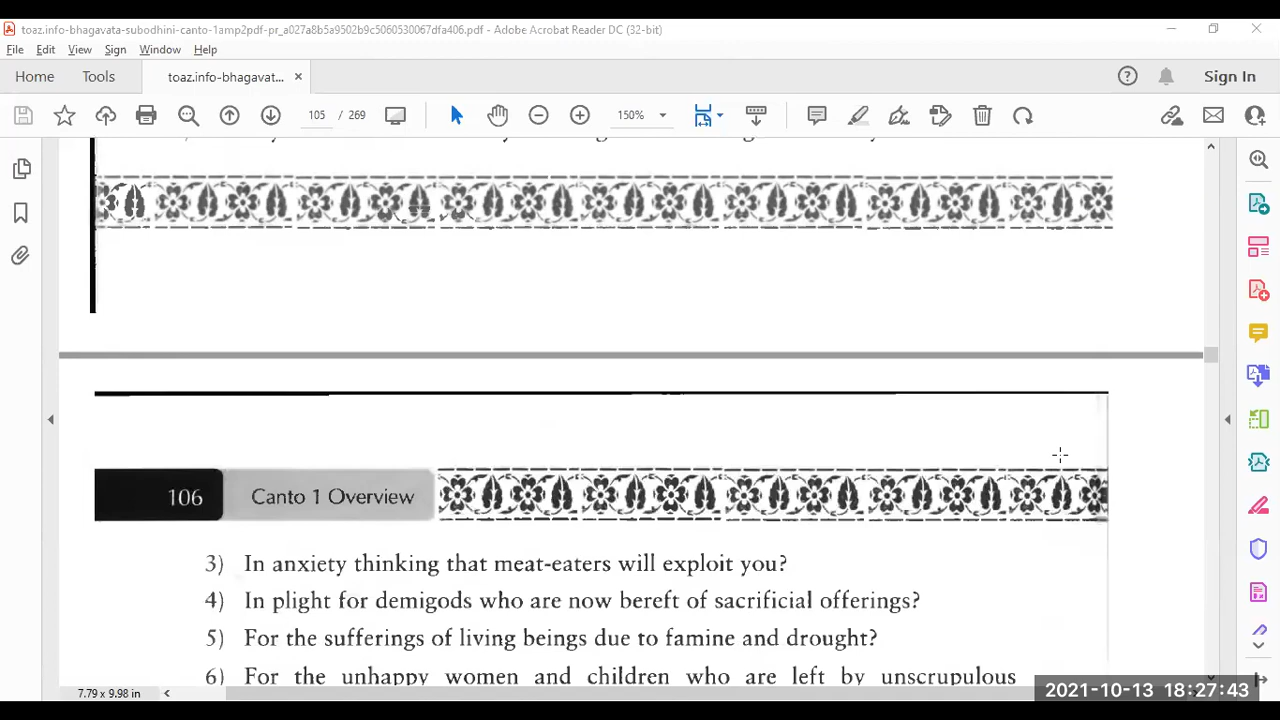 toaz.info-bhagavata-subodhini-canto-1amp2pdf-pr_a027a8b5a9502b9c5060530067dfa406.pdf - Adobe Acrobat Reader DC (32-bit)
File Edit View Sign Window Help
Home Tools toaz.info-bhagavat... × Sign In
105 / 269 150%
106 Canto 1 Overview
3) In anxiety thinking that meat-eaters will exploit you?
4) In plight for demigods who are now bereft of sacrificial offerings?
5) For the sufferings of living beings due to famine and drought?
6) For the unhappy women and children who are left by unscrupulous
7.79 x 9.98 in
2021-10-13 18:27:43